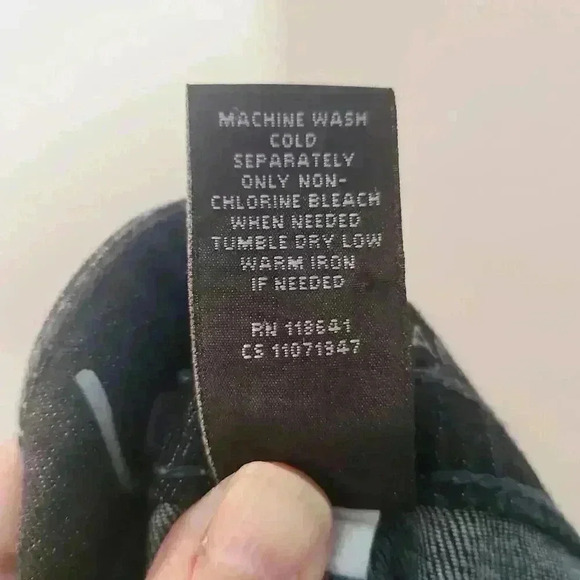 MACHINE WASH
COLD
SEPARATELY
ONLY NON-
CHLORINE BLEACH
WHEN NEEDED
TUMBLE DRY LOW
WARM IRON
IF NEEDED
RN 118641
CS 11071947